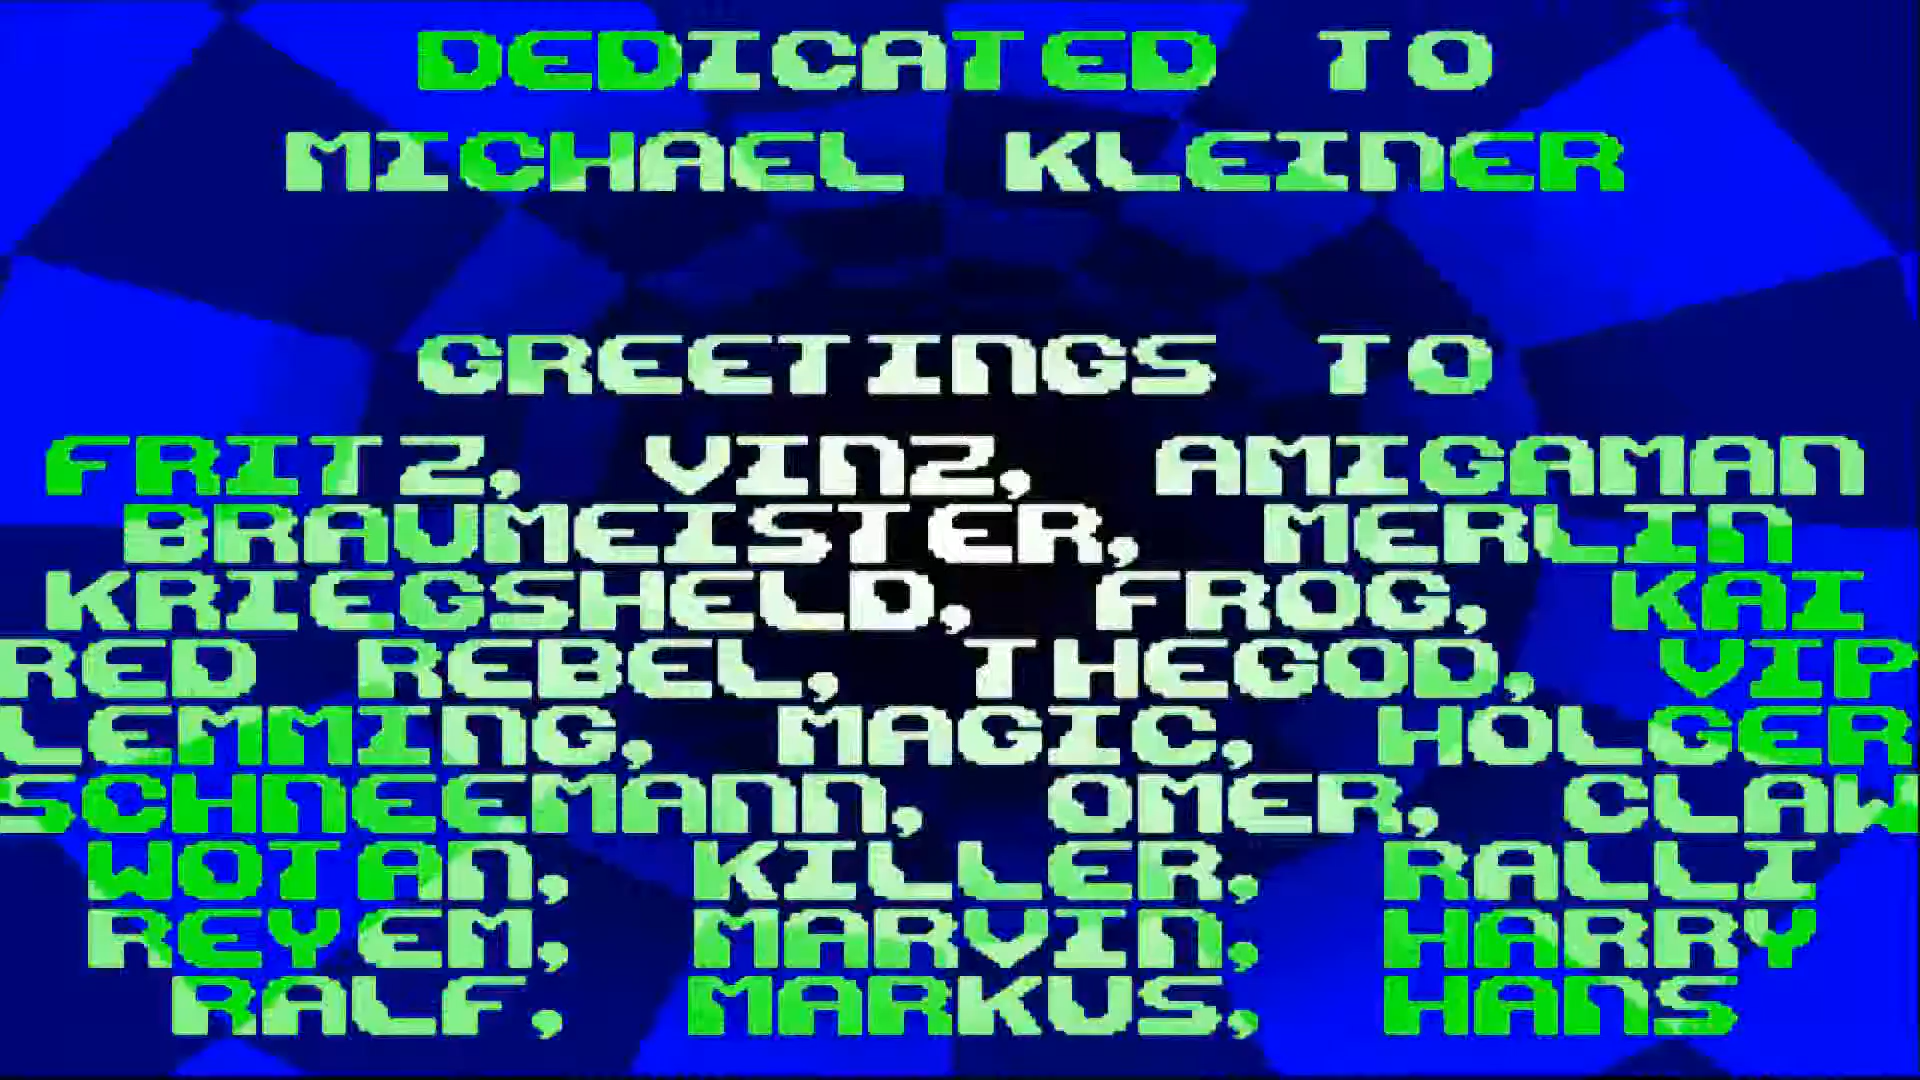 DEDICATED TO
MICHAEL KLEINER
GREETINGS TO
FRITZ, VINZ, AMIGAMAN
BRAUMEISTER, MERLIN
KRIEGSHELD, FROG, KAI
RED REBEL, THEGOD, VIP
LEMMING, MAGIC, HOLGER
SCHNEEMANN, OMER, CLAW
WOTAN, KILLER, RALLI
REYEM, MARVIN, HARRY
RALF, MARKUS, HANS